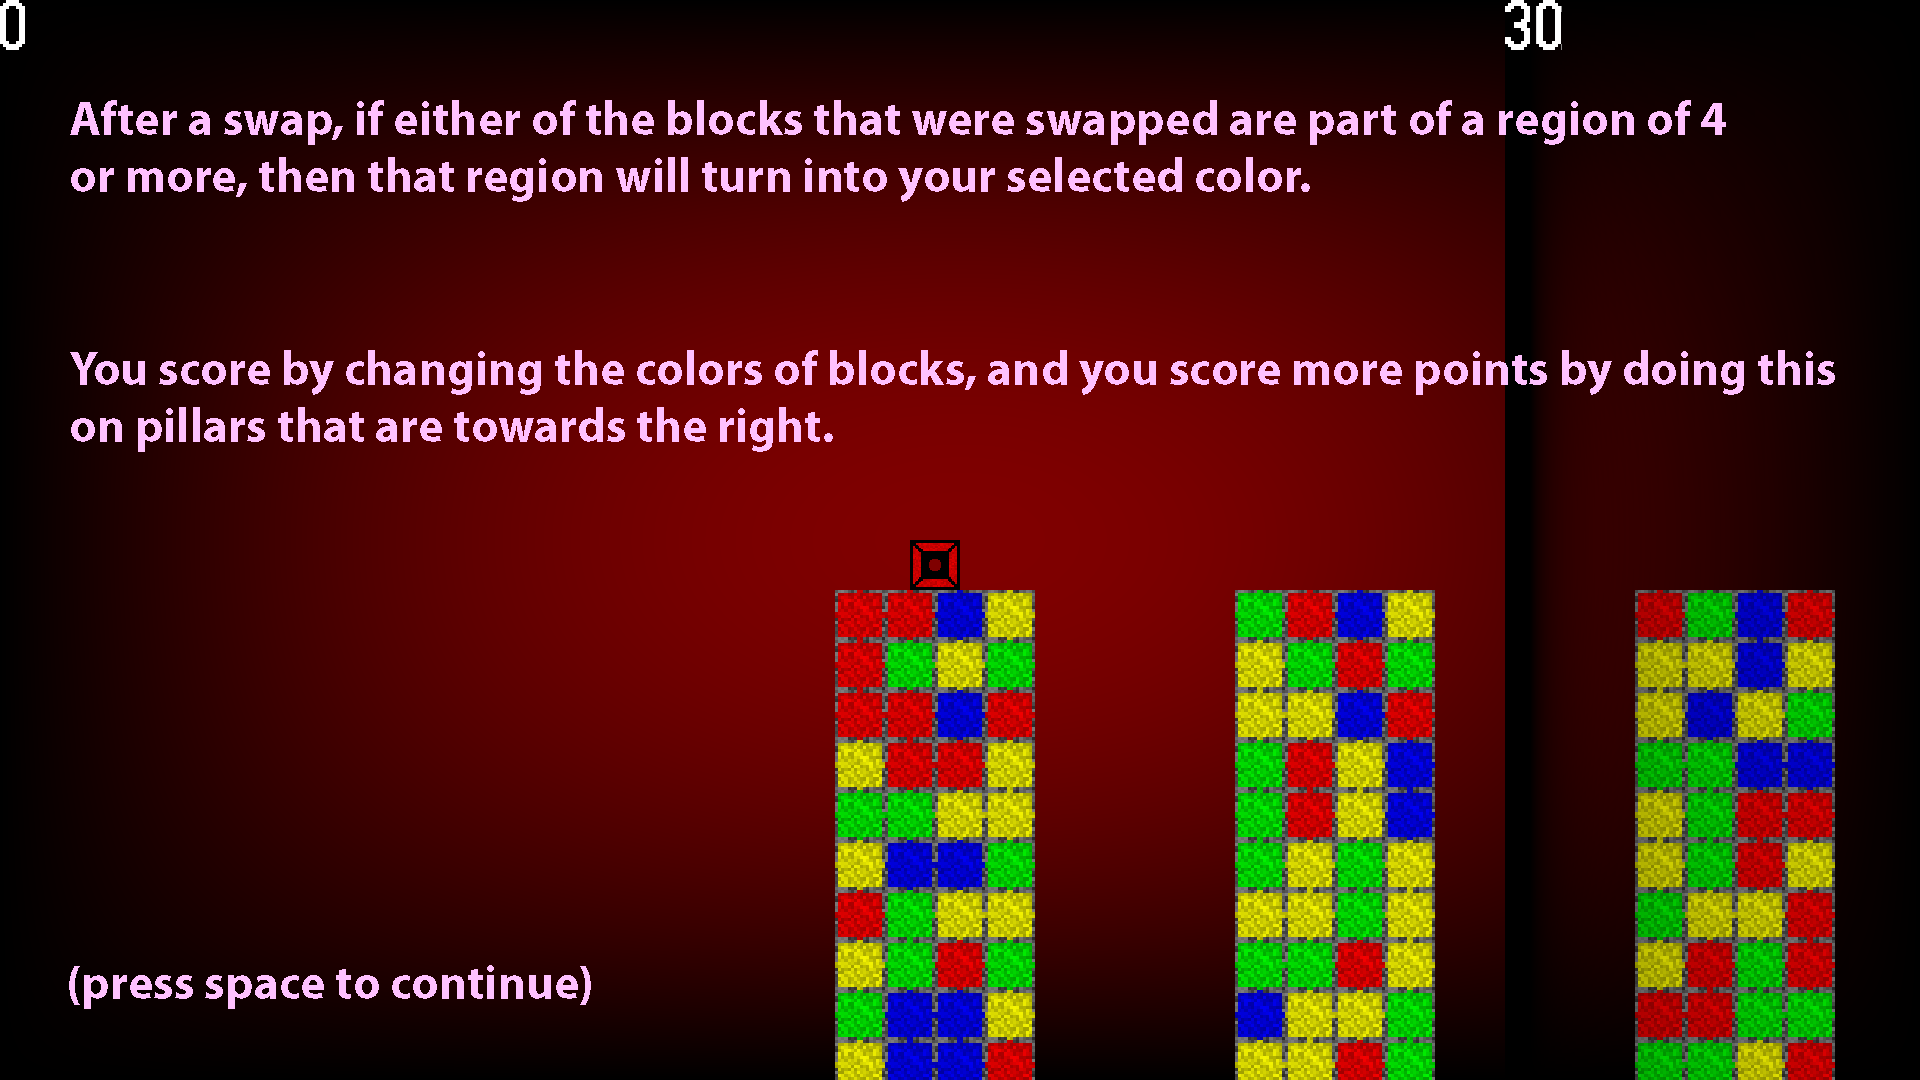 0
30
After a swap, if either of the blocks that were swapped are part of a region of 4
or more, then that region will turn into your selected color.
You score by changing the colors of blocks, and you score more points by doing this
on pillars that are towards the right.
(press space to continue)